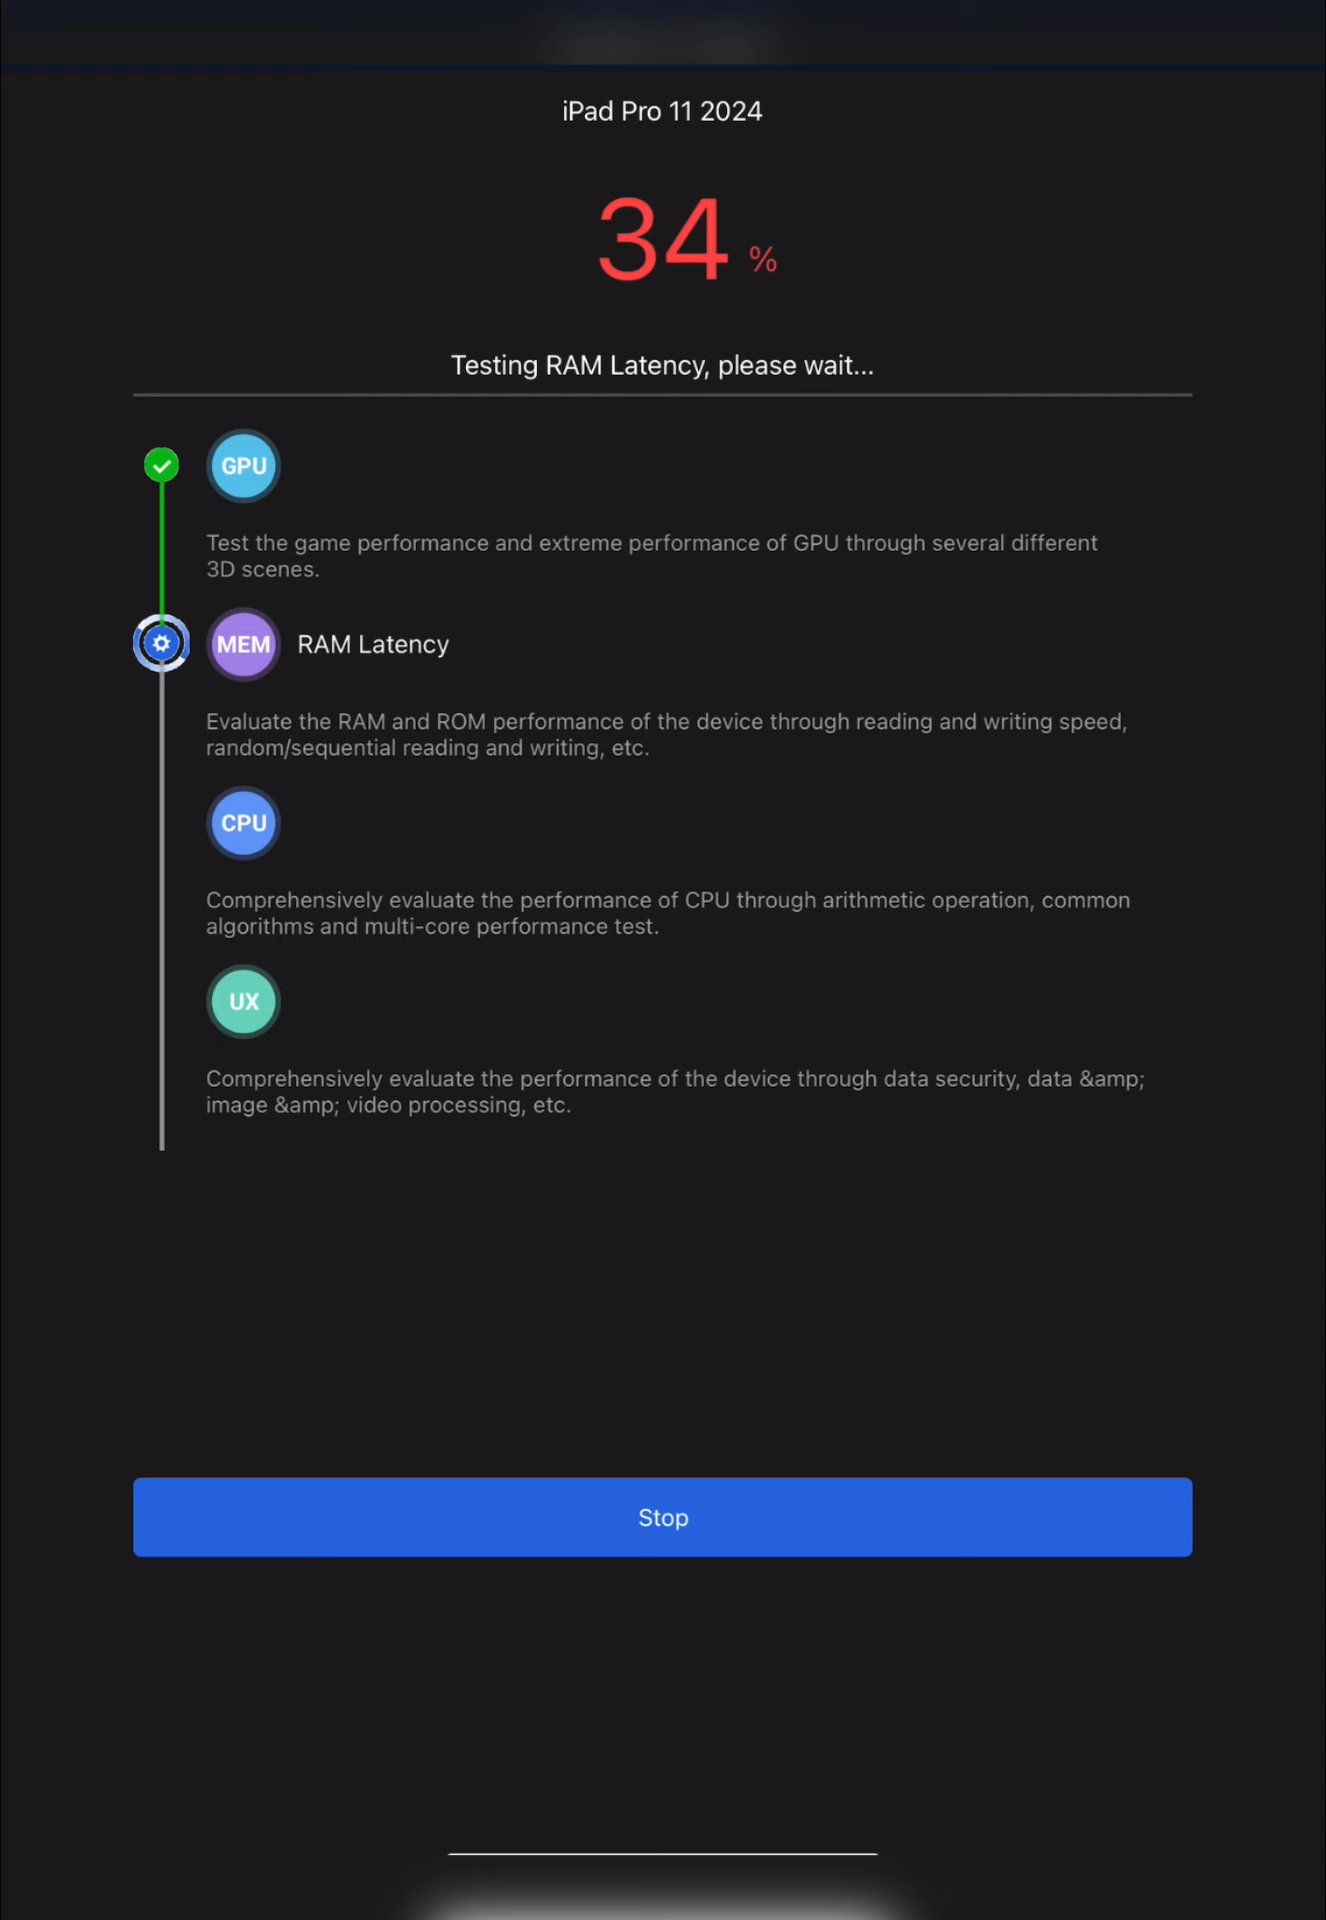 iPad Pro 11 2024
34 %
Testing RAM Latency, please wait...
GPU
Test the game performance and extreme performance of GPU through several different
3D scenes.
MEM RAM Latency
Evaluate the RAM and ROM performance of the device through reading and writing speed,
random/sequential reading and writing, etc.
CPU
Comprehensively evaluate the performance of CPU through arithmetic operation, common
algorithms and multi-core performance test.
UX
Comprehensively evaluate the performance of the device through data security, data &amp;
image &amp; video processing, etc.
Stop